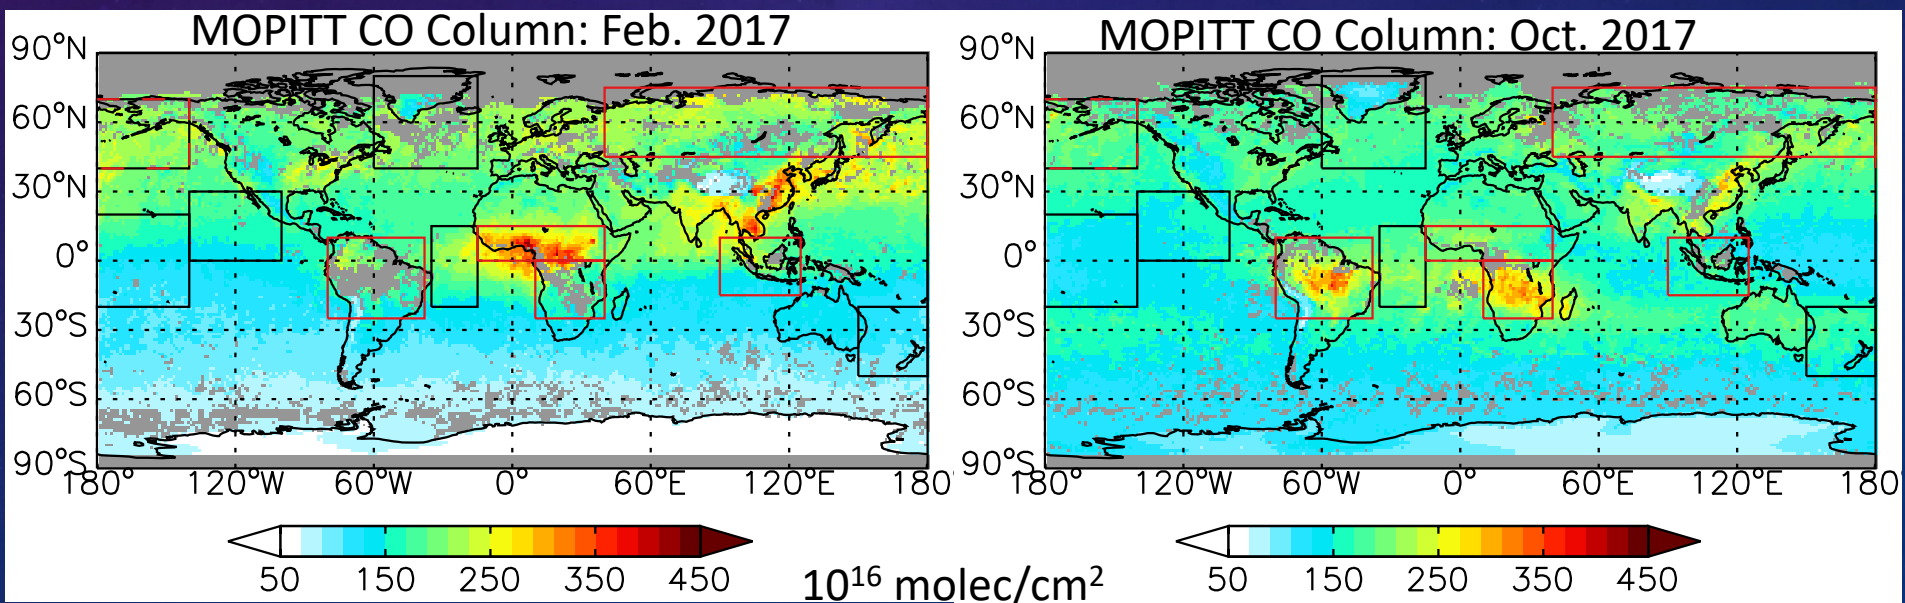 MOPITT CO Column: Feb. 2017
90°N
60°N
30°N
0°
30°S
60°S
90°S
180° 120°W 60°W 0° 60°E 120°E 180°
50 150 250 350 450
MOPITT CO Column: Oct. 2017
90°N
60°N
30°N
0°
30°S
60°S
90°S
180° 120°W 60°W 0° 60°E 120°E 180
50 150 250 350 450
10¹⁶ molec/cm²